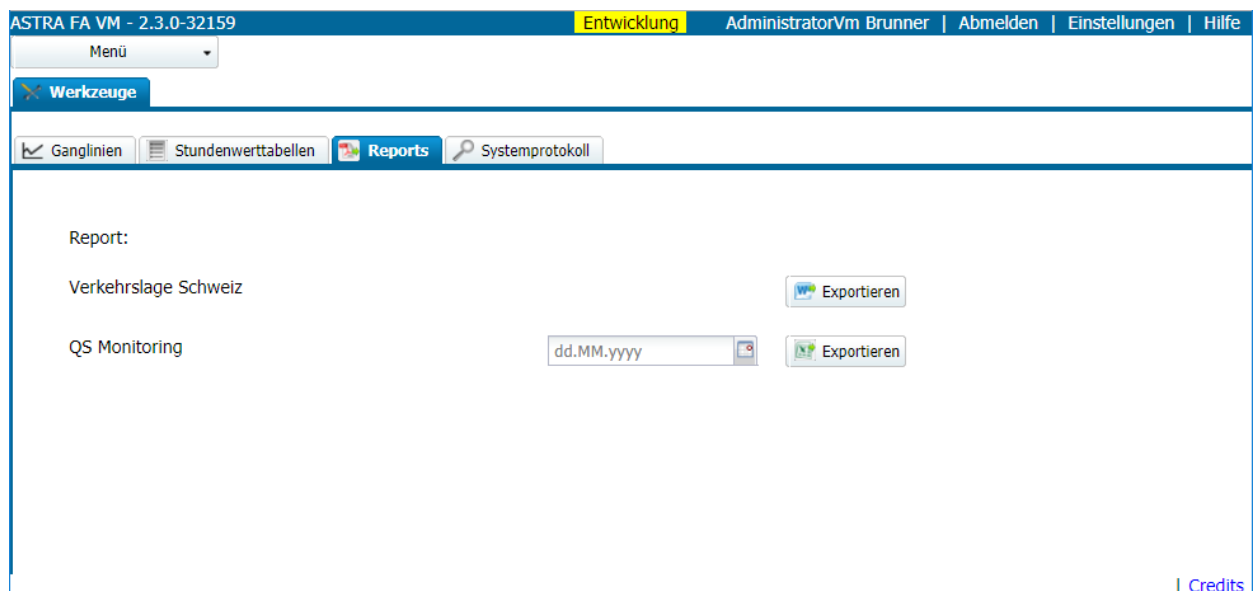 ASTRA FA VM - 2.3.0-32159 Entwicklung AdministratorVm Brunner | Abmelden | Einstellungen | Hilfe
Menü
Werkzeuge
Ganglinien Stundenwerttabellen Reports Systemprotokoll
Report:
Verkehrslage Schweiz Exportieren
QS Monitoring dd.MM.yyyy Exportieren
| Credits